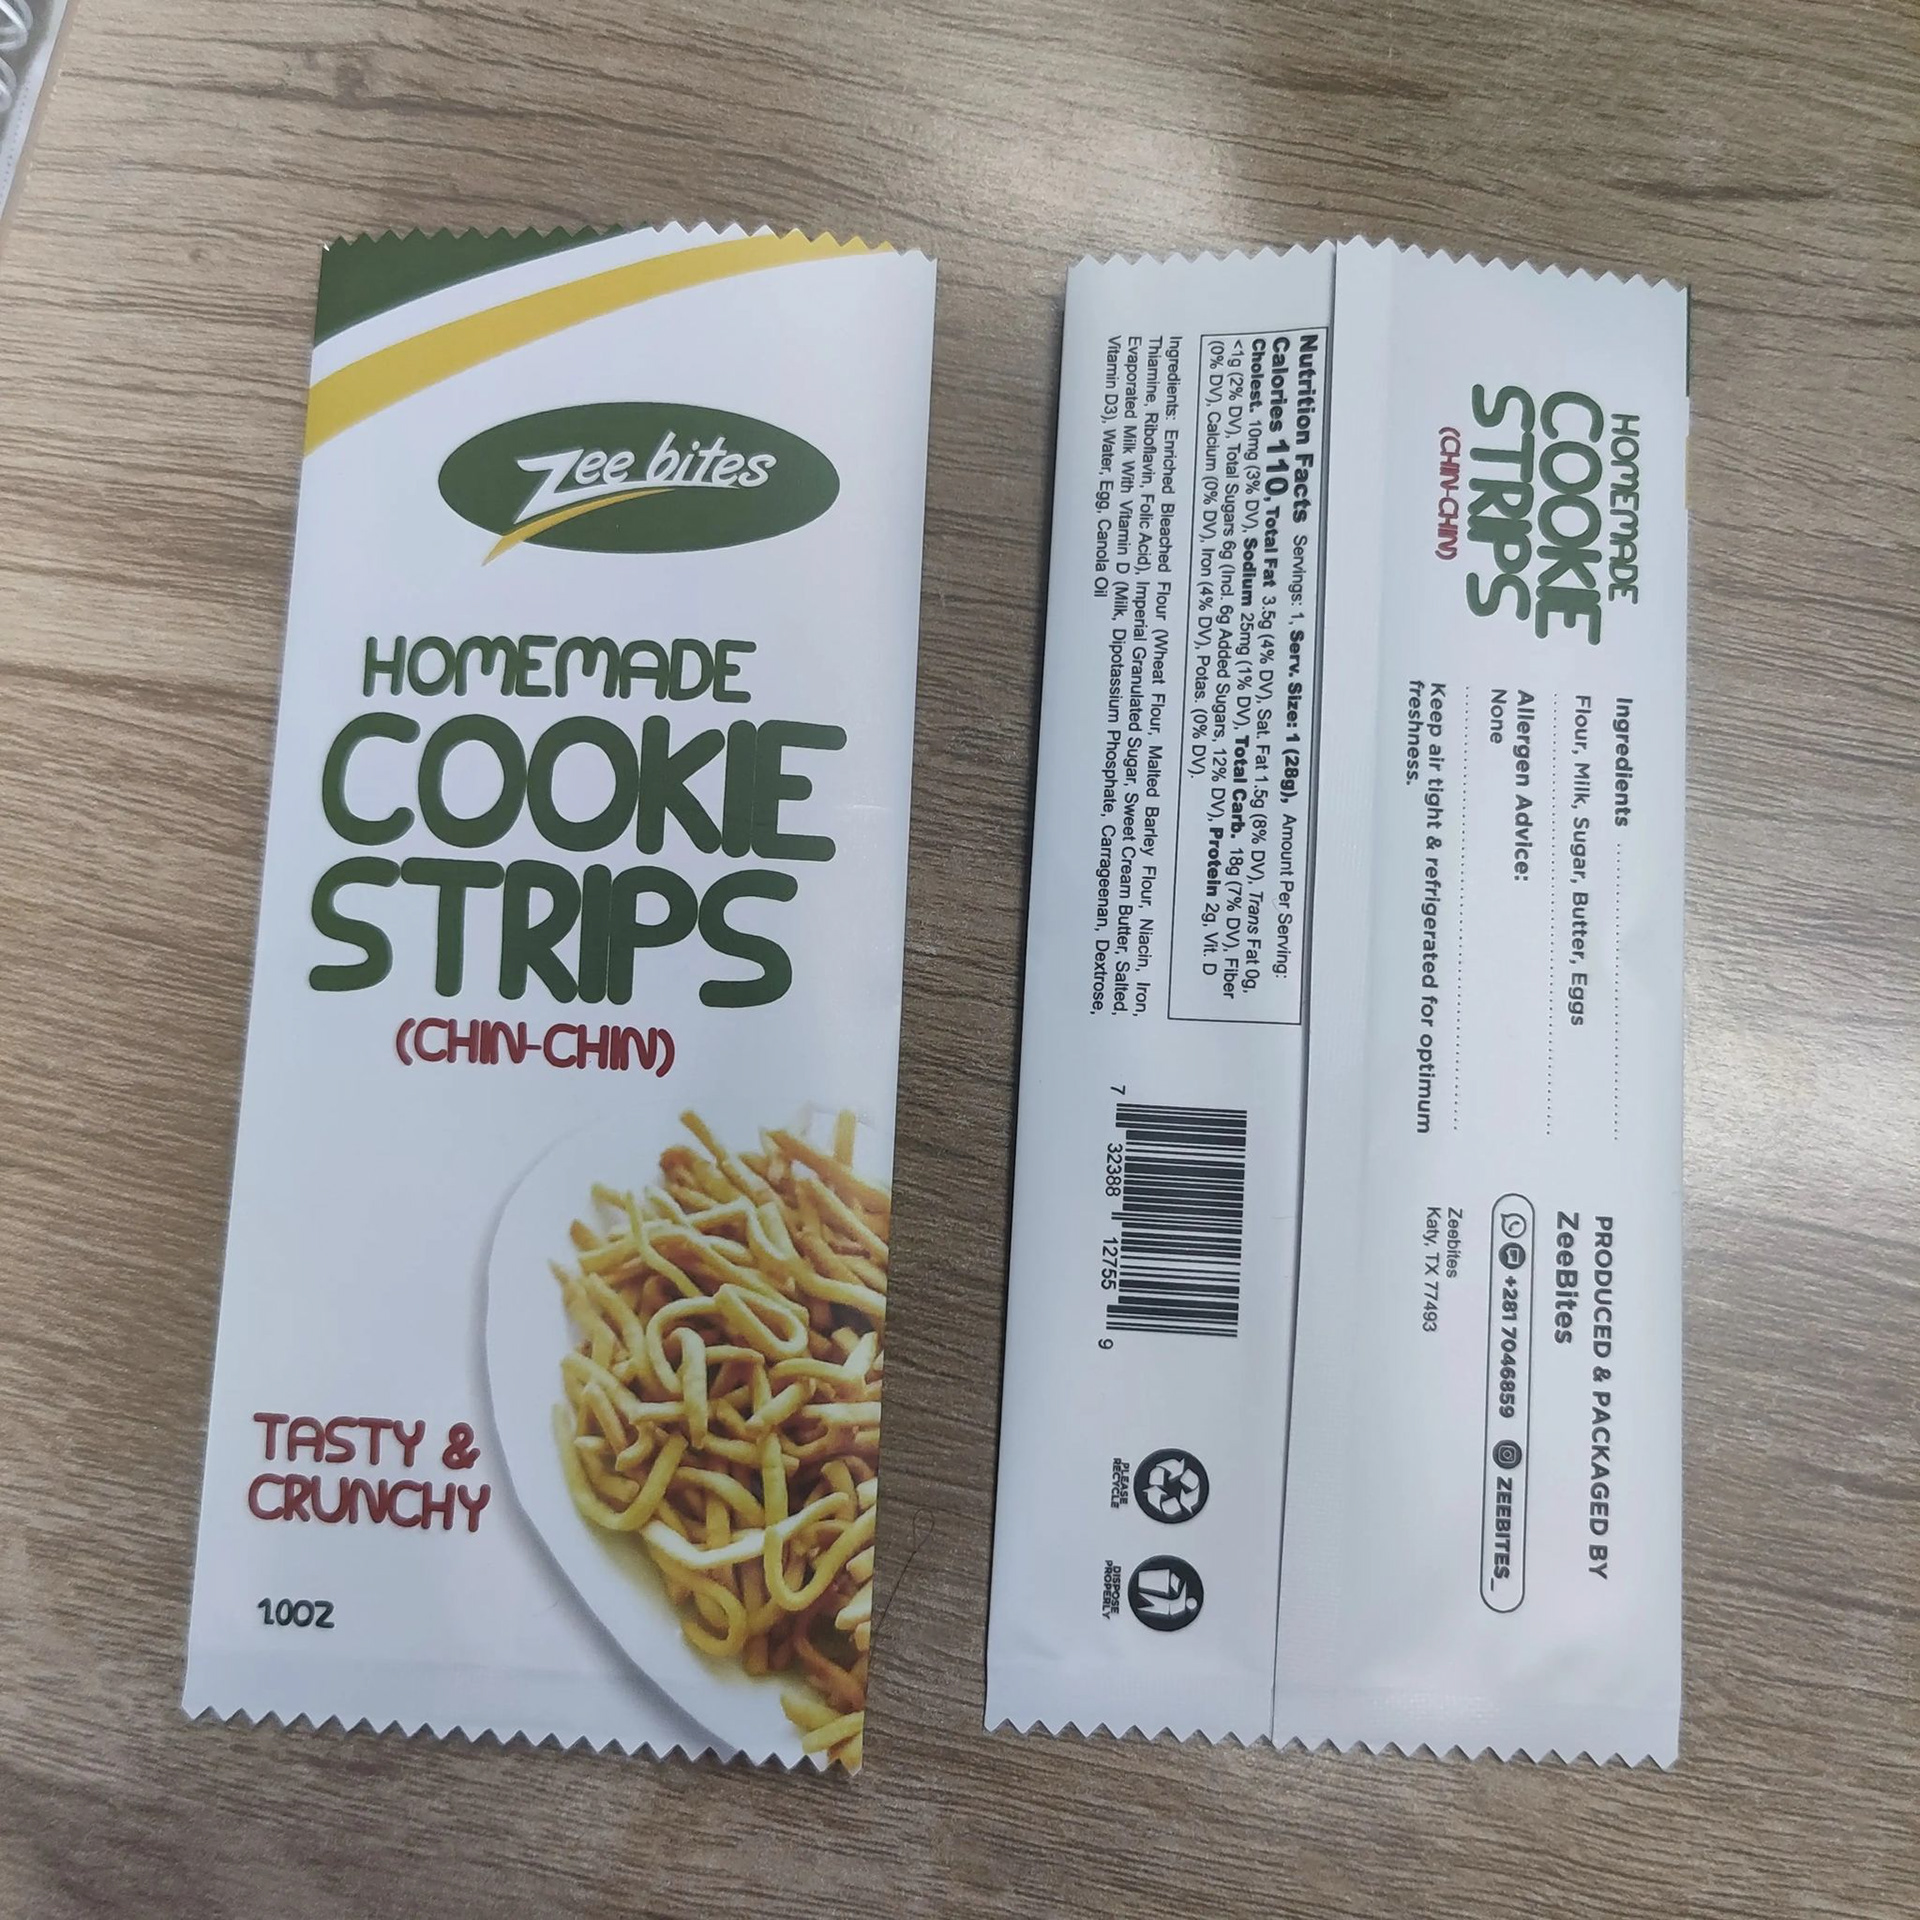 Zee bites
HOMEMADE
COOKIE
STRIPS
(CHIN-CHIN)
TASTY &
CRUNCHY
1.0OZ
HOMEMADE
COOKIE
STRIPS
(CHIN-CHIN)
Ingredients
Flour, Milk, Sugar, Butter, Eggs
Allergen Advice:
None
Keep air tight & refrigerated for optimum
freshness.
PRODUCED & PACKAGED BY
ZeeBites
+281 7046859 ZEEBITES_
Zeebites
Katy, TX 77493
Nutrition Facts Servings: 1, Serv. Size: 1 (28g), Amount Per Serving:
Calories 110, Total Fat 3.5g (4% DV), Sat. Fat 1.5g (8% DV), Trans Fat 0g,
Cholest. 10mg (3% DV), Sodium 25mg (1% DV), Total Carb. 18g (7% DV), Fiber
<1g (2% DV), Total Sugars 6g (Incl. 6g Added Sugars, 12% DV), Protein 2g, Vit. D
(0% DV), Calcium (0% DV), Iron (4% DV), Potas. (0% DV).
Ingredients: Enriched Bleached Flour (Wheat Flour, Malted Barley Flour, Niacin, Iron,
Thiamine, Riboflavin, Folic Acid), Imperial Granulated Sugar, Sweet Cream Butter, Salted,
Evaporated Milk With Vitamin D (Milk, Dipotassium Phosphate, Carrageenan, Dextrose,
Vitamin D3), Water, Egg, Canola Oil
7 32388 12755 9
PLEASE
RECYCLE
DISPOSE
PROPERLY